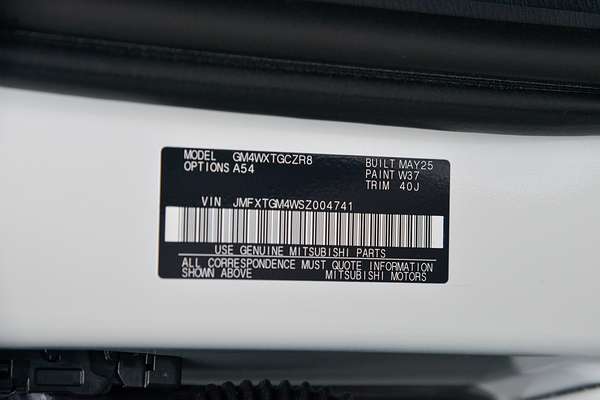 MODEL GM4WXTGCZR8 BUILT MAY25
OPTIONS A54 PAINT W37
TRIM 40J
VIN JMFXTGM4WSZ004741
USE GENUINE MITSUBISHI PARTS
ALL CORRESPONDENCE MUST QUOTE INFORMATION
SHOWN ABOVE MITSUBISHI MOTORS